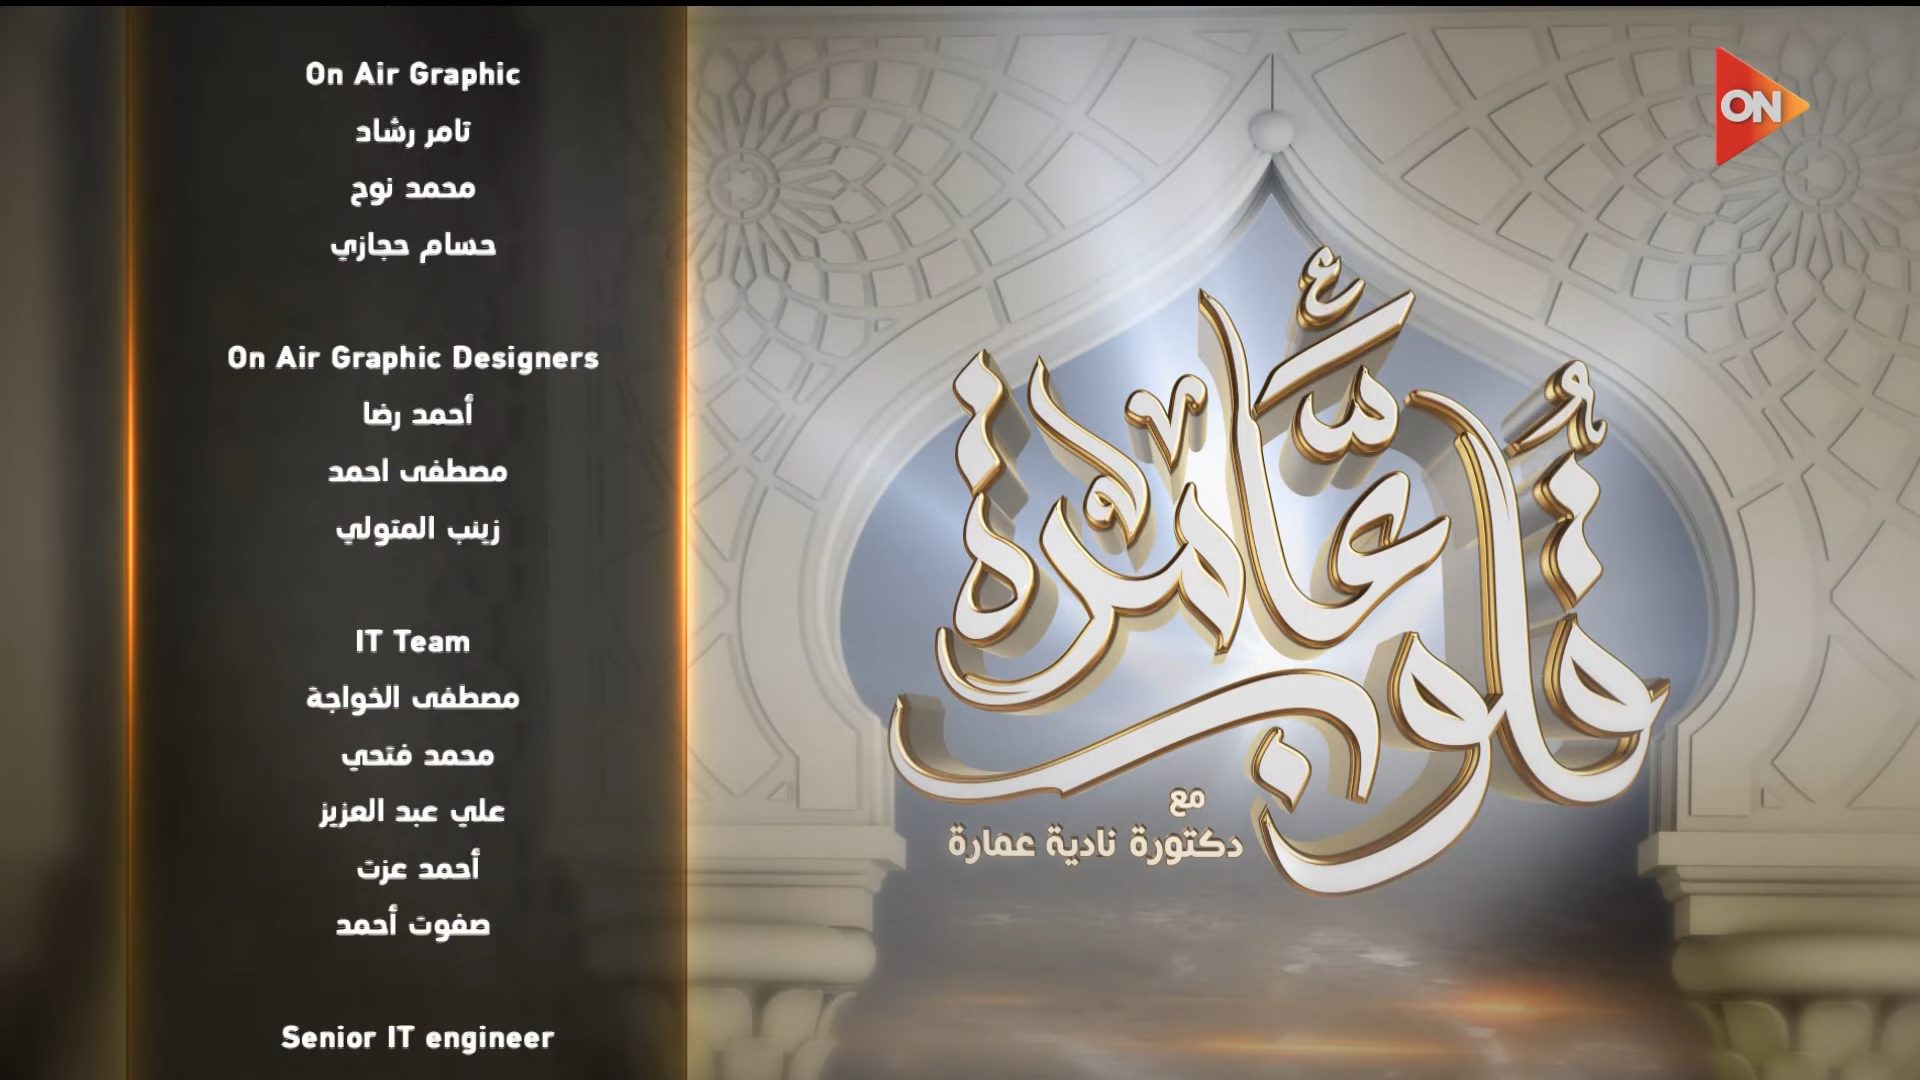 On Air Graphic
تامر رشاد
محمد نوح
حسام حجازي
On Air Graphic Designers
أحمد رضا
مصطفى احمد
زينب المتولي
IT Team
مصطفى الخواجة
محمد فتحي
علي عبد العزيز
أحمد عزت
صفوت أحمد
Senior IT engineer
ON
قُلوب عامرة
مع
دكتورة نادية عمارة